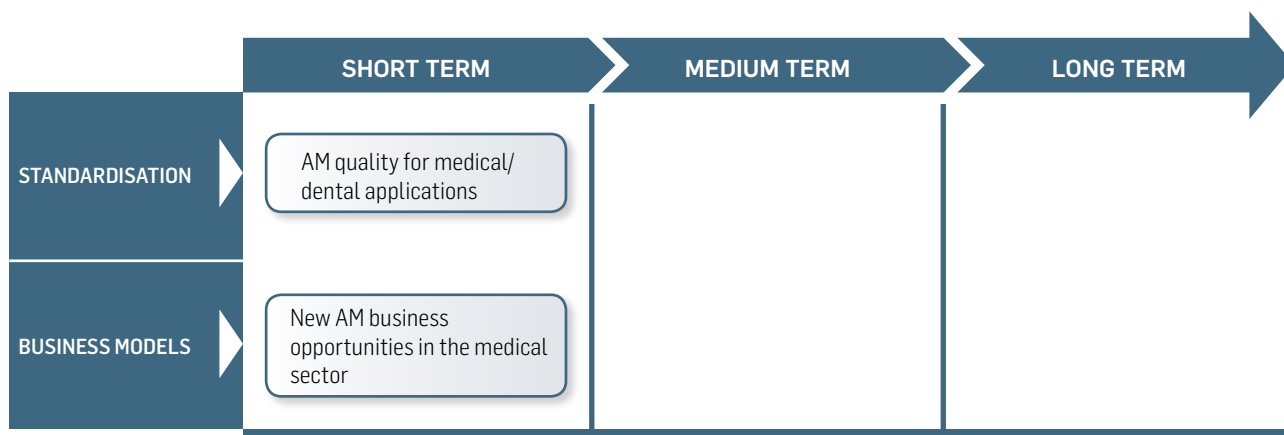 SHORT TERM
MEDIUM TERM
LONG TERM
STANDARDISATION
AM quality for medical/
dental applications
BUSINESS MODELS
New AM business
opportunities in the medical
sector